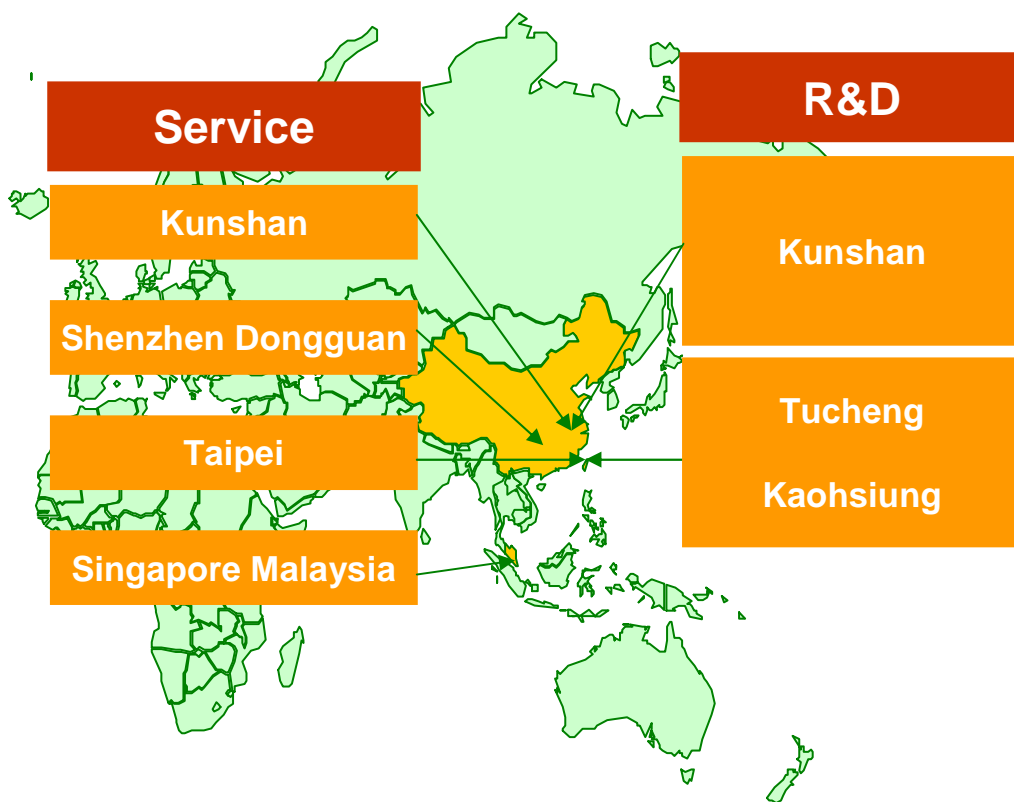 Service
Kunshan
Shenzhen Dongguan
Taipei
Singapore Malaysia
R&D
Kunshan
Tucheng
Kaohsiung